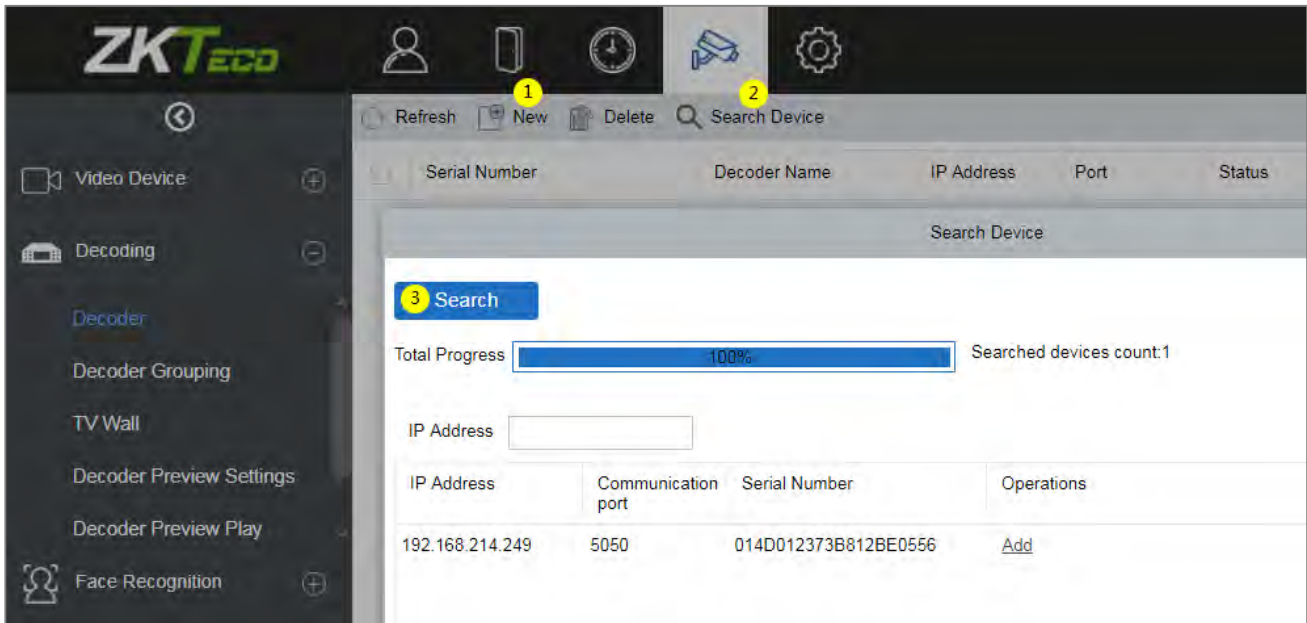 ZKTECO
1 2
Refresh New Delete Search Device
Video Device
Serial Number Decoder Name IP Address Port Status
Decoding
Search Device
Decoder
3 Search
Decoder Grouping
Total Progress 100% Searched devices count:1
TV Wall
IP Address
Decoder Preview Settings
IP Address Communication port Serial Number Operations
Decoder Preview Play
192.168.214.249 5050 014D012373B812BE0556 Add
Face Recognition